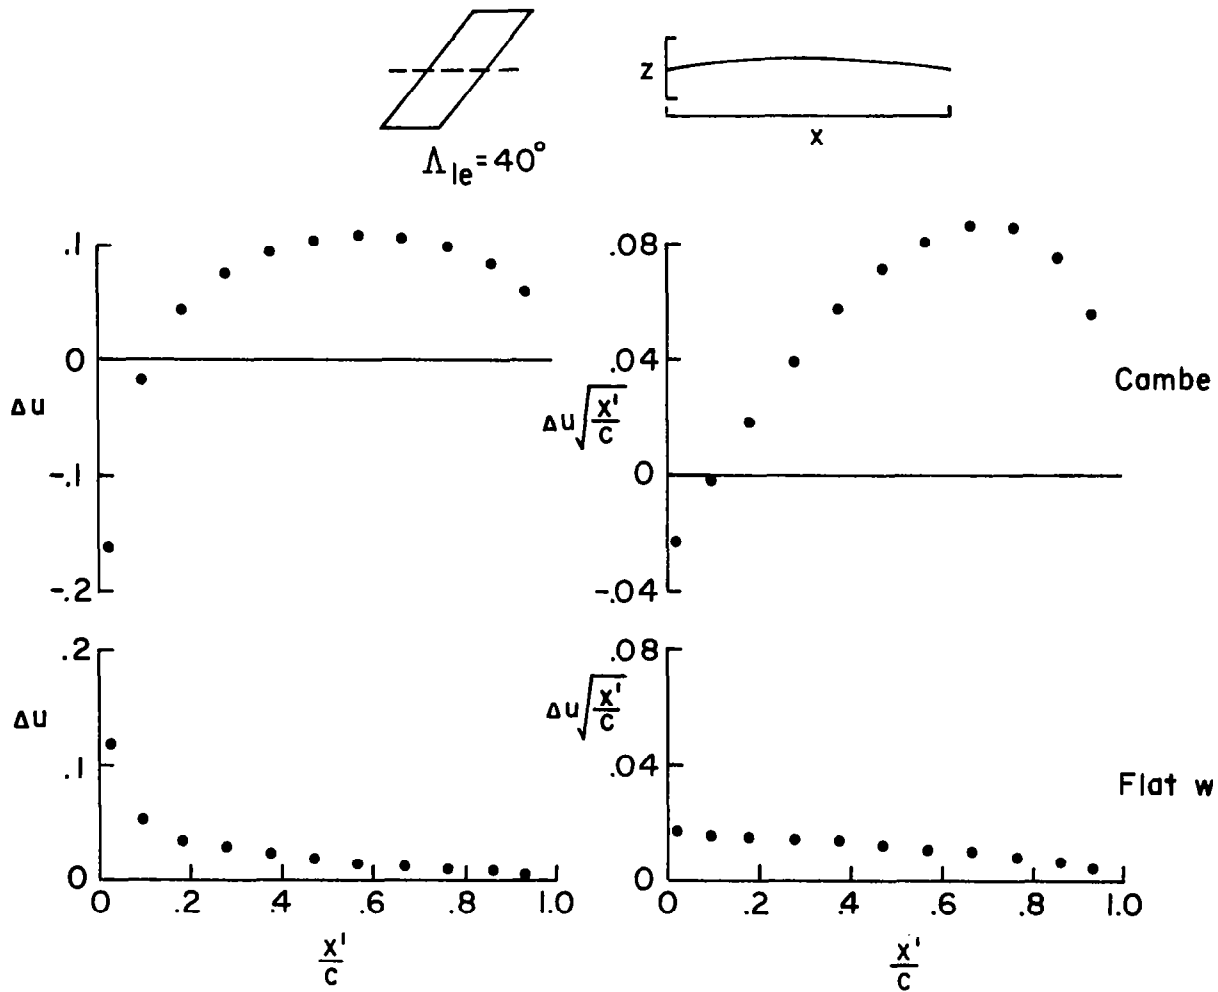 Z
X
Λle=40°
.1
0
-.1
-.2
Δu
.08
.04
0
-.04
Δu√x'/c
Cambe
.2
.1
0
Δu
0 .2 .4 .6 .8 1.0
x'/c
.08
.04
0
Δu√x'/c
Flat w
0 .2 .4 .6 .8 1.0
x'/c